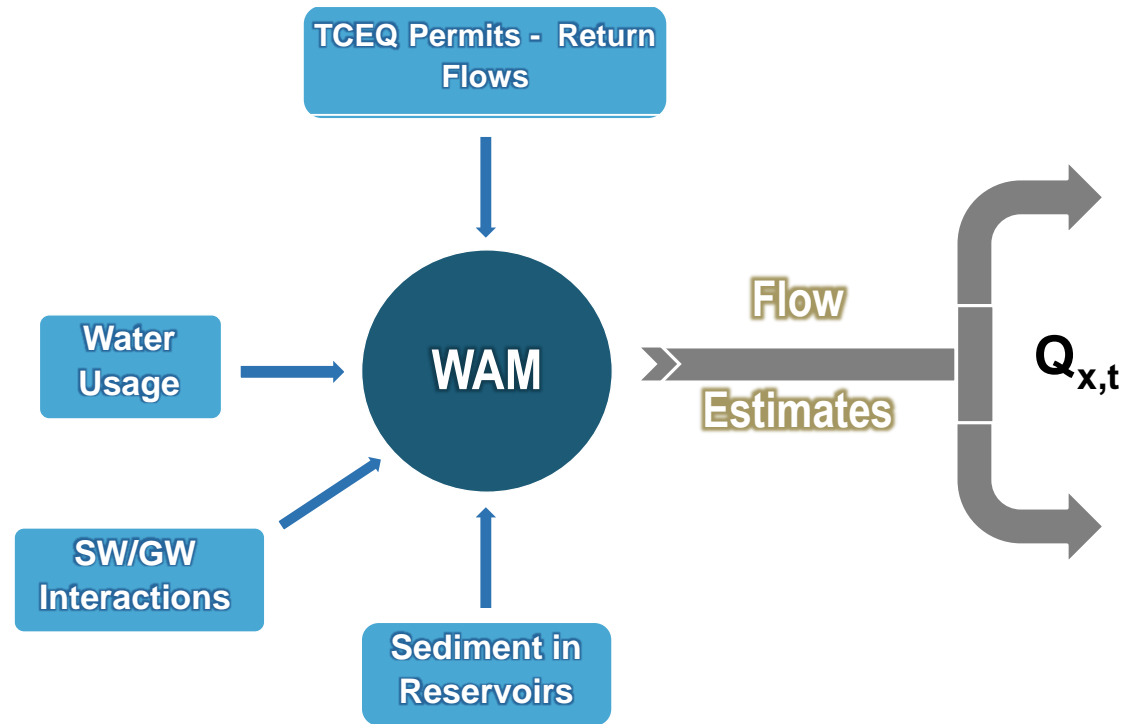 TCEQ Permits -  Return
Flows
Water
Usage
WAM
Flow
Estimates
Qx,t
SW/GW
Interactions
Sediment in
Reservoirs